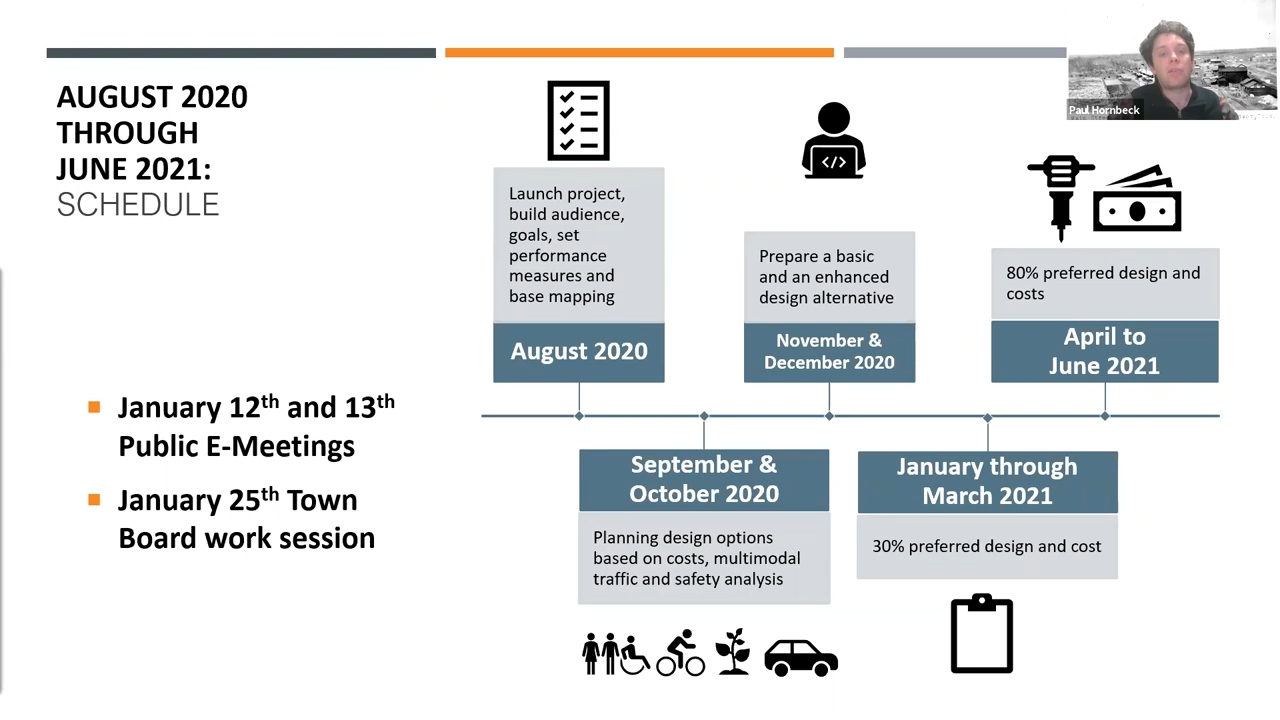 AUGUST 2020
THROUGH
JUNE 2021:
SCHEDULE
January 12th and 13th
Public E-Meetings
January 25th Town
Board work session
Launch project,
build audience,
goals, set
performance
measures and
base mapping
August 2020
September &
October 2020
Planning design options
based on costs, multimodal
traffic and safety analysis
</>
Prepare a basic
and an enhanced
design alternative
November &
December 2020
January through
March 2021
30% preferred design and cost
80% preferred design and
costs
April to
June 2021
Paul Hornbeck